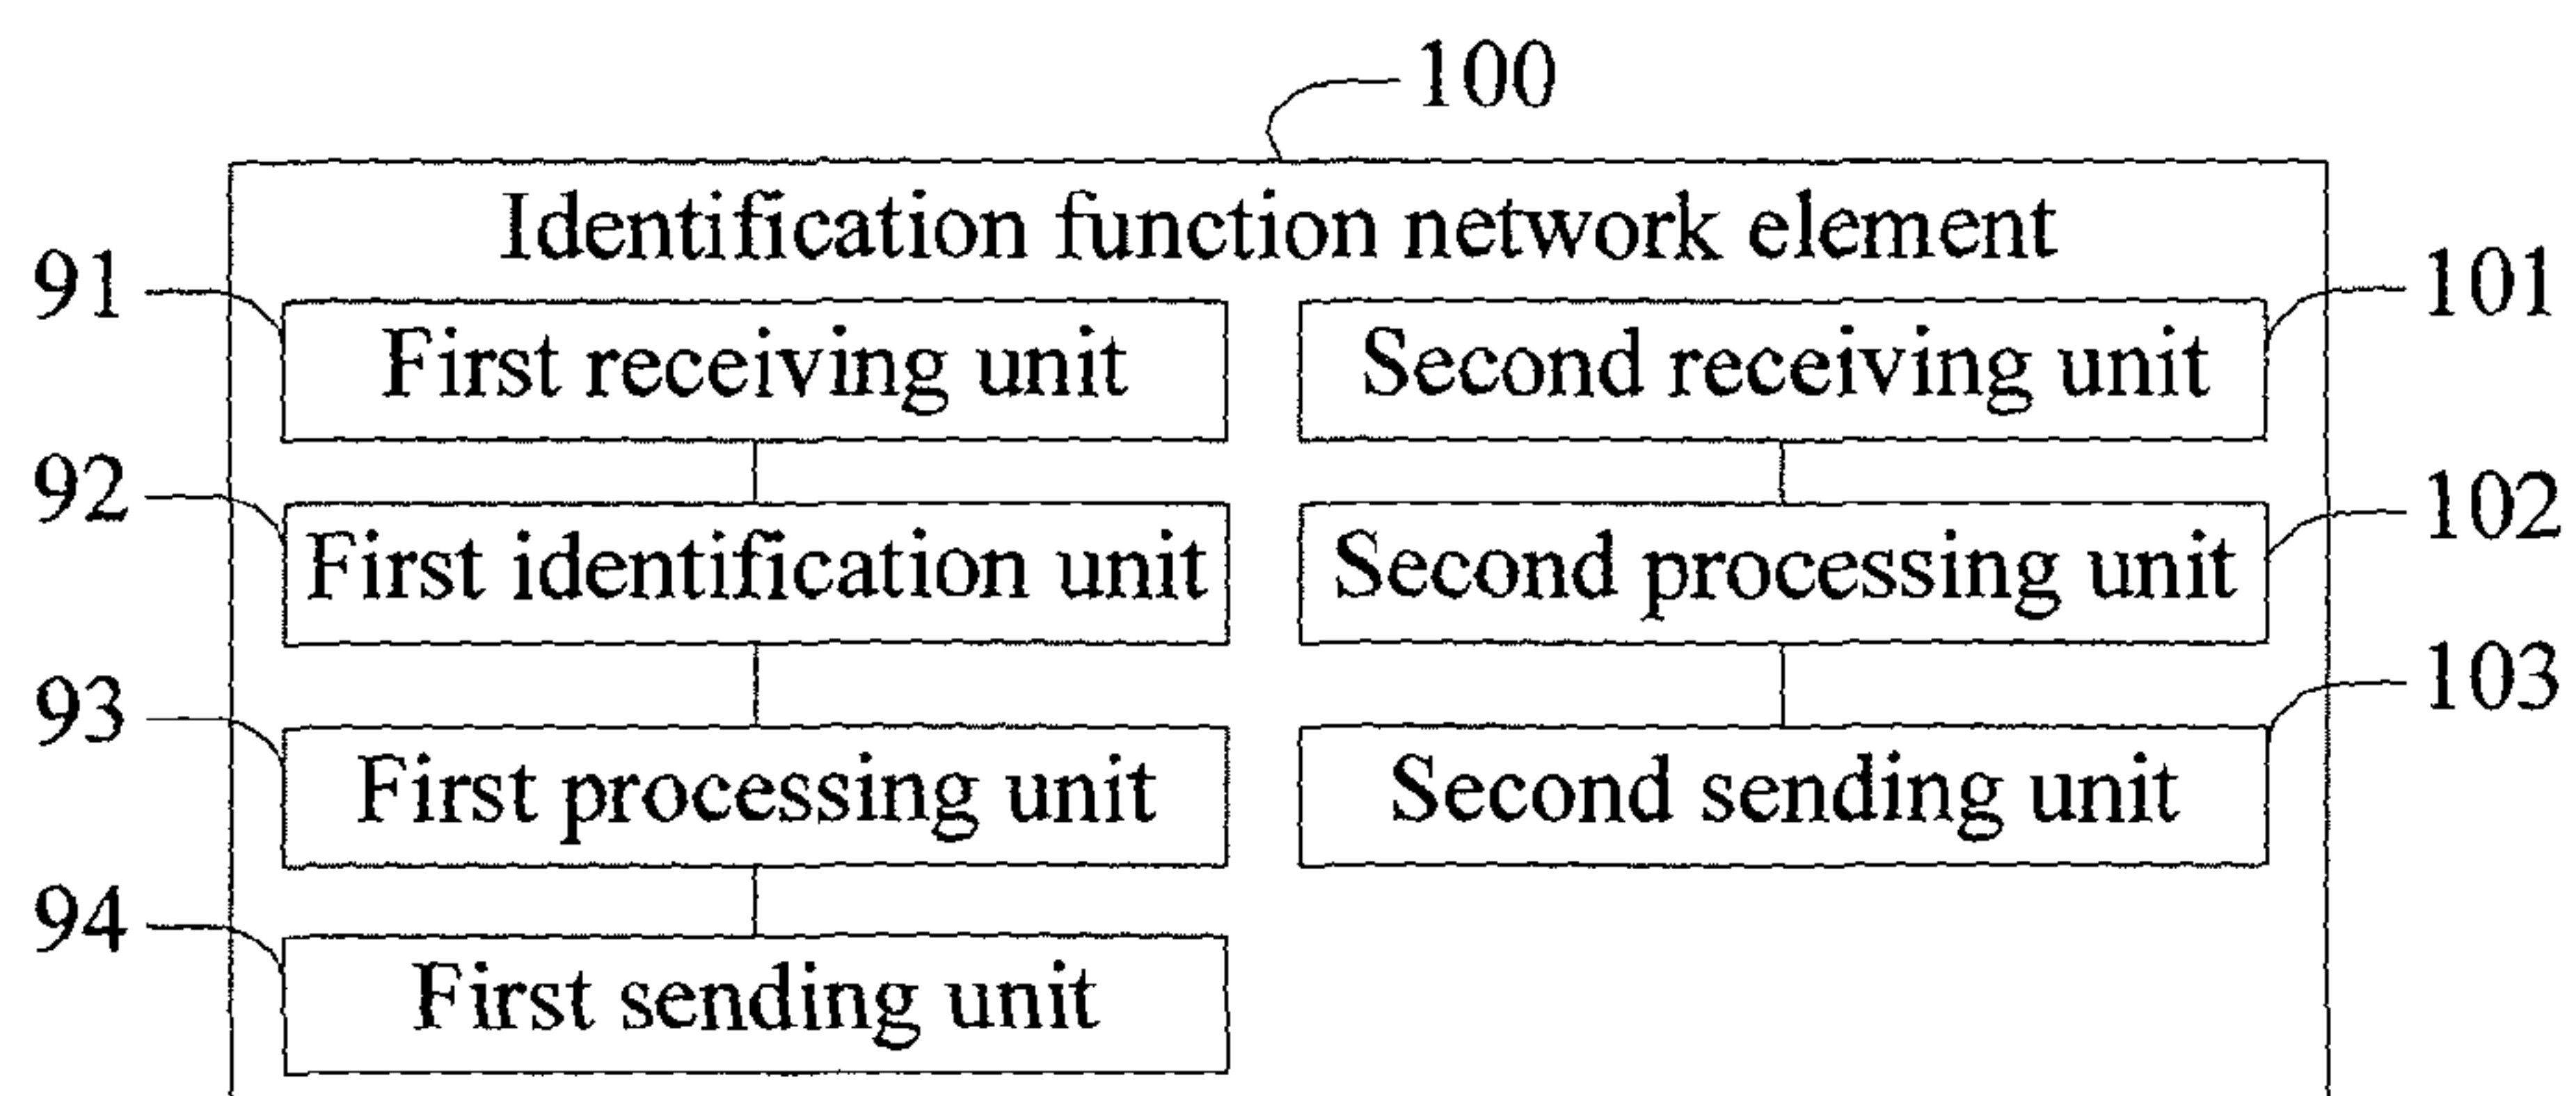 100
Identification function network element
91
First receiving unit
Second receiving unit
101
92
First identification unit
Second processing unit
102
93
First processing unit
Second sending unit
103
94
First sending unit